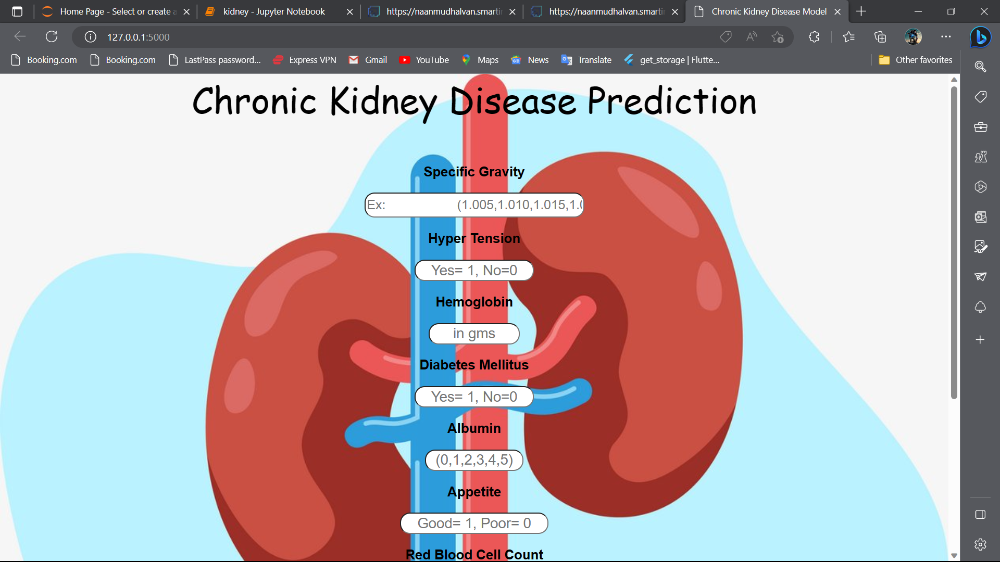 Home Page - Select or create a
kidney - Jupyter Notebook
https://naanmudhalvan.smartin
https://naanmudhalvan.smartin
Chronic Kidney Disease Model
127.0.0.1:5000
Booking.com
Booking.com
LastPass password...
Express VPN
Gmail
YouTube
Maps
News
Translate
get_storage | Flutte...
Other favorites
Chronic Kidney Disease Prediction
Specific Gravity
Ex: (1.005,1.010,1.015,1.0
Hyper Tension
Yes= 1, No=0
Hemoglobin
in gms
Diabetes Mellitus
Yes= 1, No=0
Albumin
(0,1,2,3,4,5)
Appetite
Good= 1, Poor= 0
Red Blood Cell Count